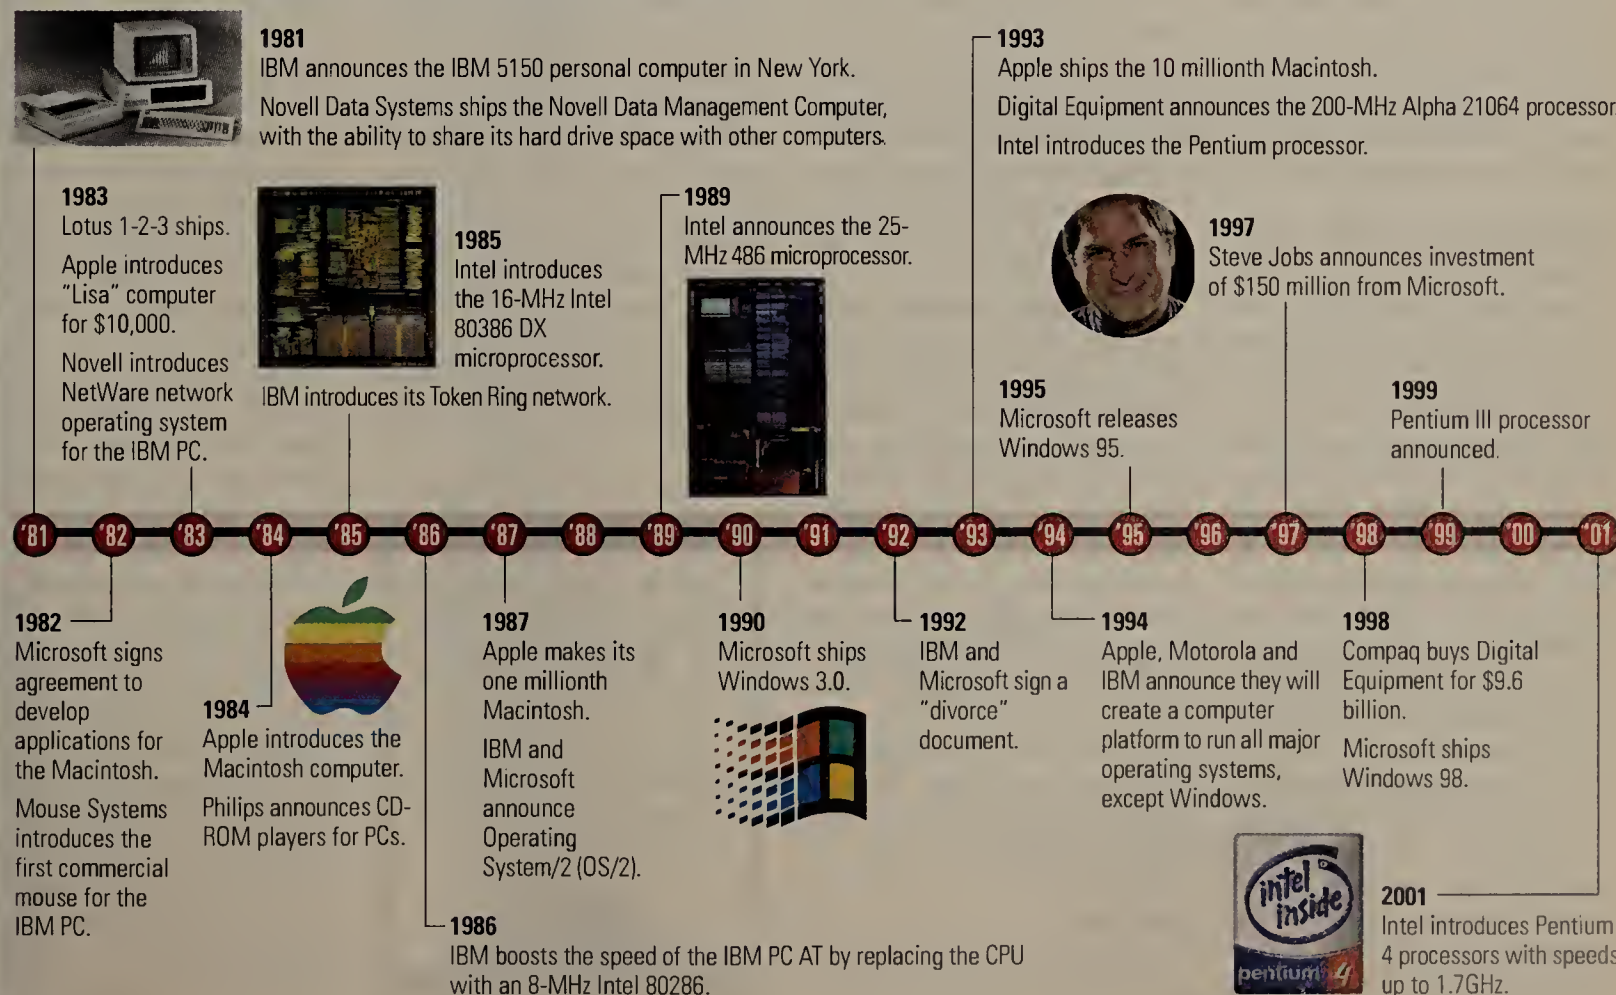 1981
IBM announces the IBM 5150 personal computer in New York.
Novell Data Systems ships the Novell Data Management Computer,
with the ability to share its hard drive space with other computers.
1993
Apple ships the 10 millionth Macintosh.
Digital Equipment announces the 200-MHz Alpha 21064 processor.
Intel introduces the Pentium processor.
1983
Lotus 1-2-3 ships.
Apple introduces
"Lisa" computer
for $10,000.
Novell introduces
NetWare network
operating system
for the IBM PC.
1985
Intel introduces
the 16-MHz Intel
80386 DX
microprocessor.
IBM introduces its Token Ring network.
1989
Intel announces the 25-
MHz 486 microprocessor.
1997
Steve Jobs announces investment
of $150 million from Microsoft.
1995
Microsoft releases
Windows 95.
1999
Pentium III processor
announced.
'81 '82 '83 '84 '85 '86 '87 '88 '89 '90 '91 '92 '93 '94 '95 '96 '97 '98 '99 '00 '01
1982
Microsoft signs
agreement to
develop
applications for
the Macintosh.
Mouse Systems
introduces the
first commercial
mouse for the
IBM PC.
1984
Apple introduces the
Macintosh computer.
Philips announces CD-
ROM players for PCs.
1987
Apple makes its
one millionth
Macintosh.
IBM and
Microsoft
announce
Operating
System/2 (OS/2).
1990
Microsoft ships
Windows 3.0.
1992
IBM and
Microsoft sign a
"divorce"
document.
1994
Apple, Motorola and
IBM announce they will
create a computer
platform to run all major
operating systems,
except Windows.
1998
Compaq buys Digital
Equipment for $9.6
billion.
Microsoft ships
Windows 98.
1986
IBM boosts the speed of the IBM PC AT by replacing the CPU
with an 8-MHz Intel 80286.
intel
inside
pentium 4
2001
Intel introduces Pentium
4 processors with speeds
up to 1.7GHz.